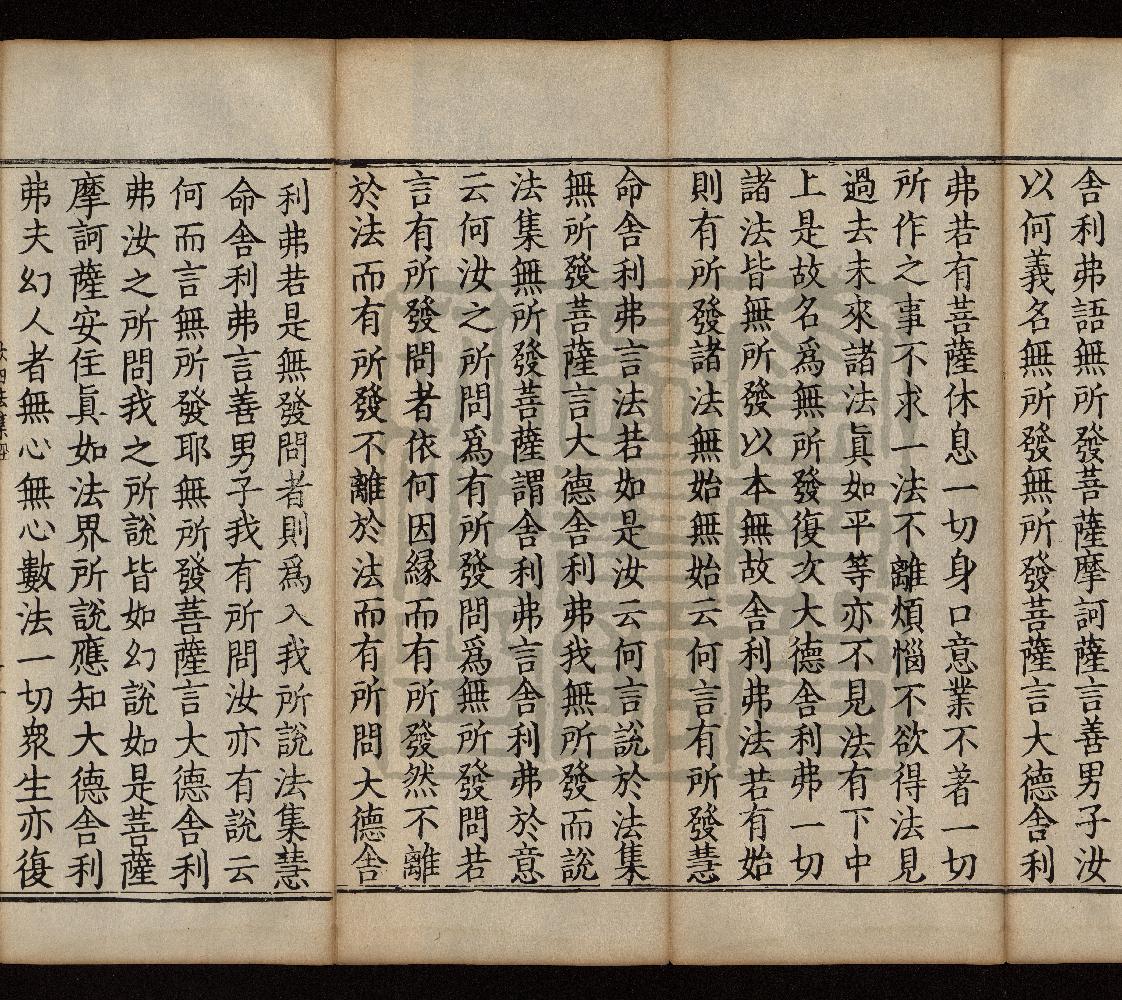 舎利弗語無所發菩薩摩訶薩言善男子汝
以何義名無所發無所發菩薩言大德舎利
弗若有菩薩休息一切身口意業不著一切
所作之事不求一法不離煩惱不欲得法見
過去未來諸法眞如平等亦不見法有下中
上是故名爲無所發復次大德舎利弗一切
諸法皆無所發以本無故舎利弗法若有始
則有所發諸法無始無始云何言有所發慧
命舎利弗言法若如是汝云何言說於法集
無所發菩薩言大德舎利弗我無所發而說
法集無所發菩薩謂舎利弗言舎利弗於意
云何汝之所問爲有所發問爲無所發問若
言有所發問者依何因縁而有所發然不離
於法而有所發不離於法而有所問大德舎
利弗若是無發問者則爲入我所說法集慧
命舎利弗言善男子我有所問汝亦有說云
何而言無所發耶無所發菩薩言大德舎利
弗汝之所問我之所說皆如幻說如是菩薩
摩訶薩安住眞如法界所說應知大德舎利
弗夫幻人者無心無心數法一切衆生亦復